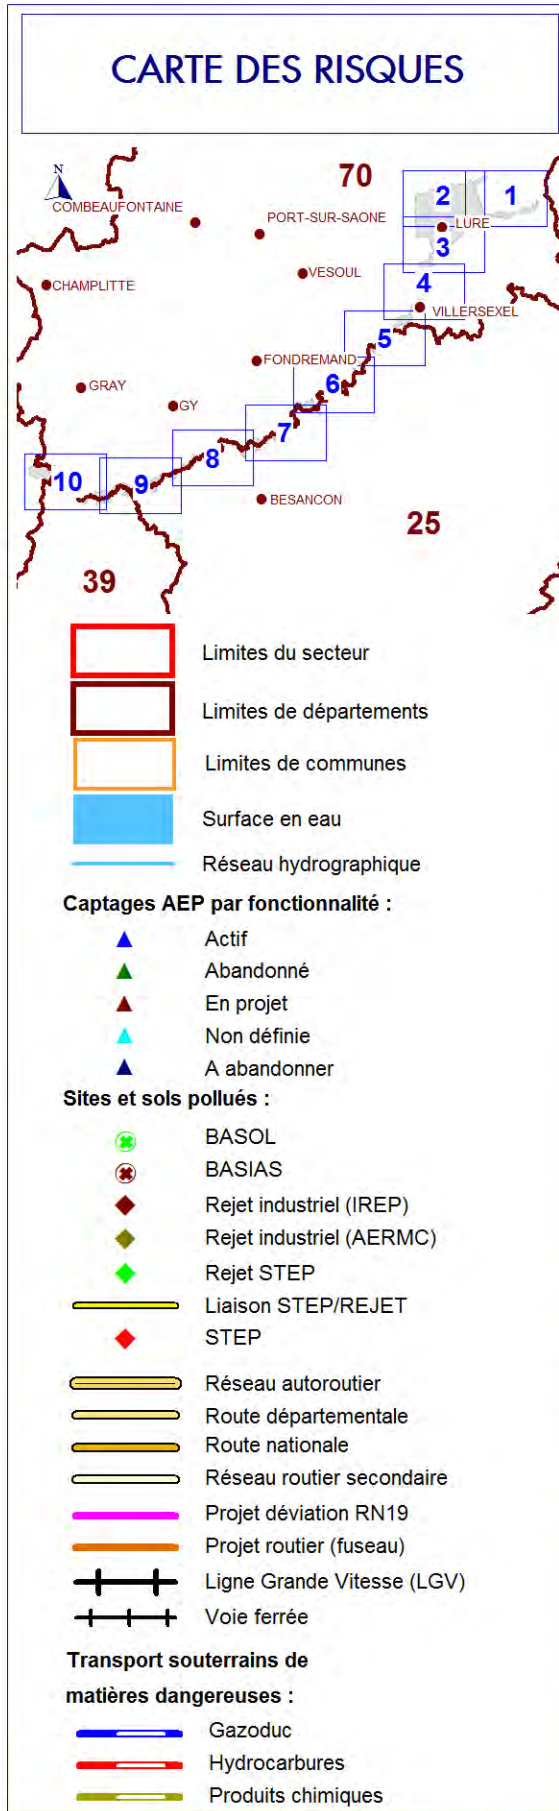 CARTE DES RISQUES
N
70
2
1
COMBEAUFONTAINE
PORT-SUR-SAONE
LURE
3
VESOUL
CHAMPLITTE
4
VILLERSEXEL
5
FONDREMAND
6
GRAY
GY
7
8
10
9
BESANCON
25
39
Limites du secteur
Limites de départements
Limites de communes
Surface en eau
Réseau hydrographique
Captages AEP par fonctionnalité :
Actif
Abandonné
En projet
Non définie
A abandonner
Sites et sols pollués :
BASOL
BASIAS
Rejet industriel (IREP)
Rejet industriel (AERMC)
Rejet STEP
Liaison STEP/REJET
STEP
Réseau autoroutier
Route départementale
Route nationale
Réseau routier secondaire
Projet déviation RN19
Projet routier (fuseau)
Ligne Grande Vitesse (LGV)
Voie ferrée
Transport souterrains de
matières dangereuses :
Gazoduc
Hydrocarbures
Produits chimiques